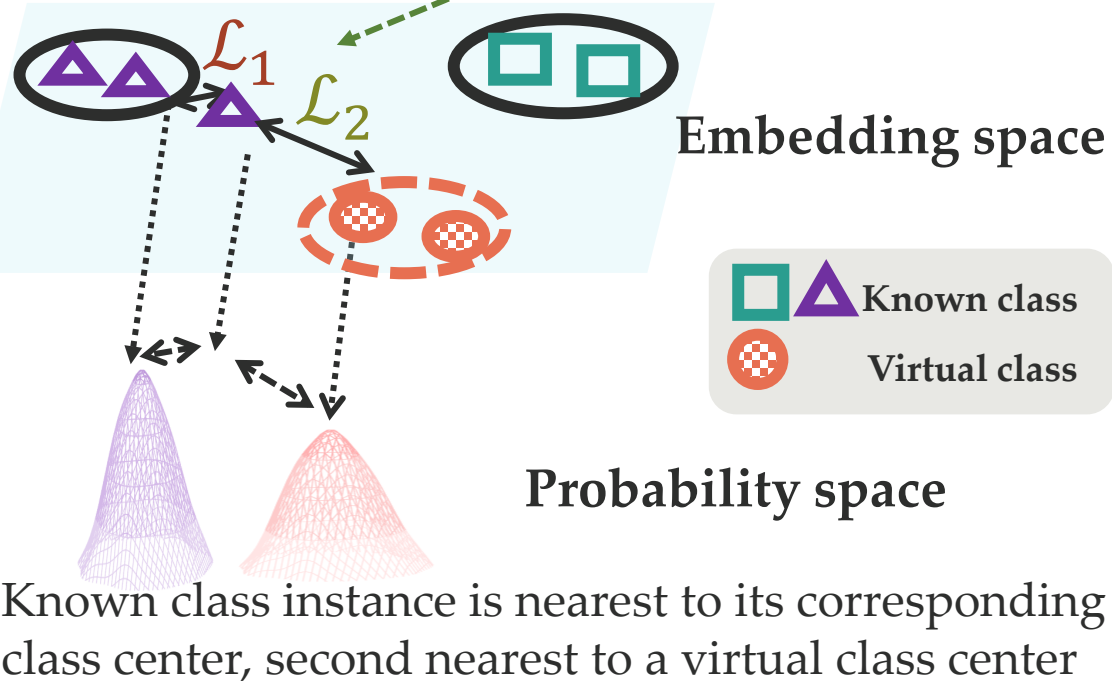 ℒ1
ℒ2
Embedding space
Known class
Virtual class
Probability space
Known class instance is nearest to its corresponding
class center, second nearest to a virtual class center